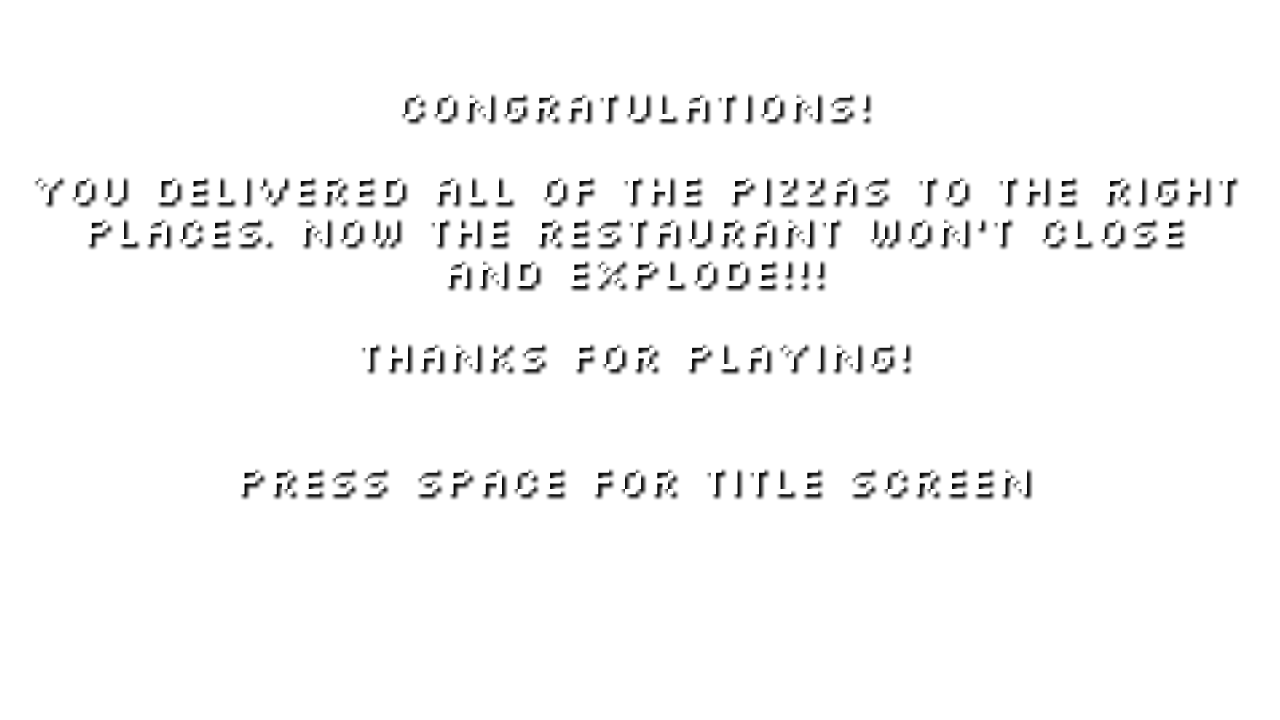 CONGRATULATIONS!
YOU DELIVERED ALL OF THE PIZZAS TO THE RIGHT
PLACES. NOW THE RESTAURANT WON'T CLOSE
AND EXPLODE!!!
THANKS FOR PLAYING!
PRESS SPACE FOR TITLE SCREEN